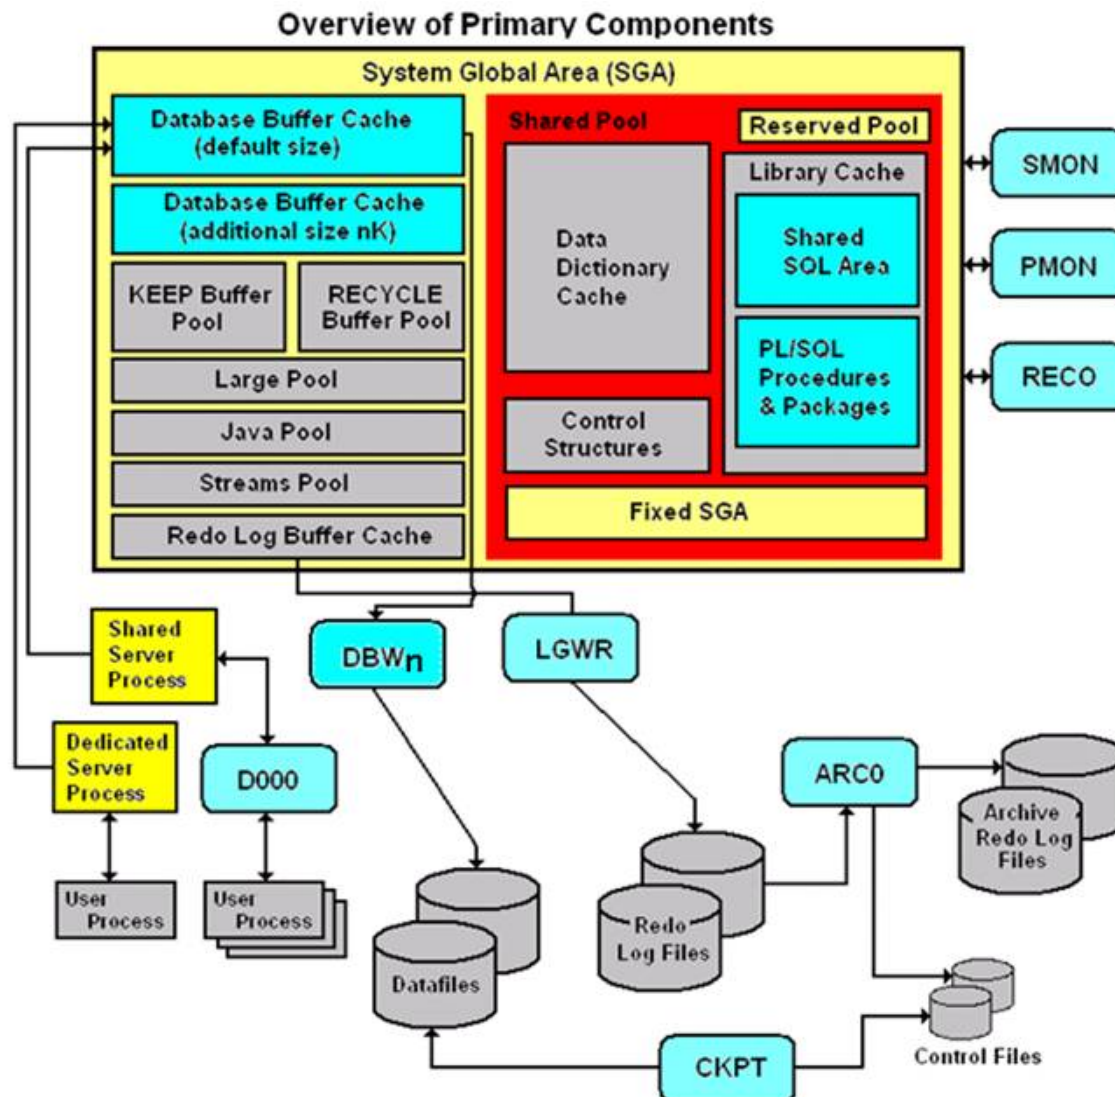 Overview of Primary Components
System Global Area (SGA)
Database Buffer Cache
(default size)
Database Buffer Cache
(additional size nK)
KEEP Buffer
Pool
RECYCLE
Buffer Pool
Large Pool
Java Pool
Streams Pool
Redo Log Buffer Cache
Shared Pool
Reserved Pool
Data
Dictionary
Cache
Library Cache
Shared
SQL Area
PL/SQL
Procedures
& Packages
Control
Structures
Fixed SGA
SMON
PMON
RECO
Shared
Server
Process
Dedicated
Server
Process
DBWn
LGWR
D000
ARC0
User
Process
User
Process
Datafiles
Redo
Log Files
Archive
Redo Log
Files
Control Files
CKPT